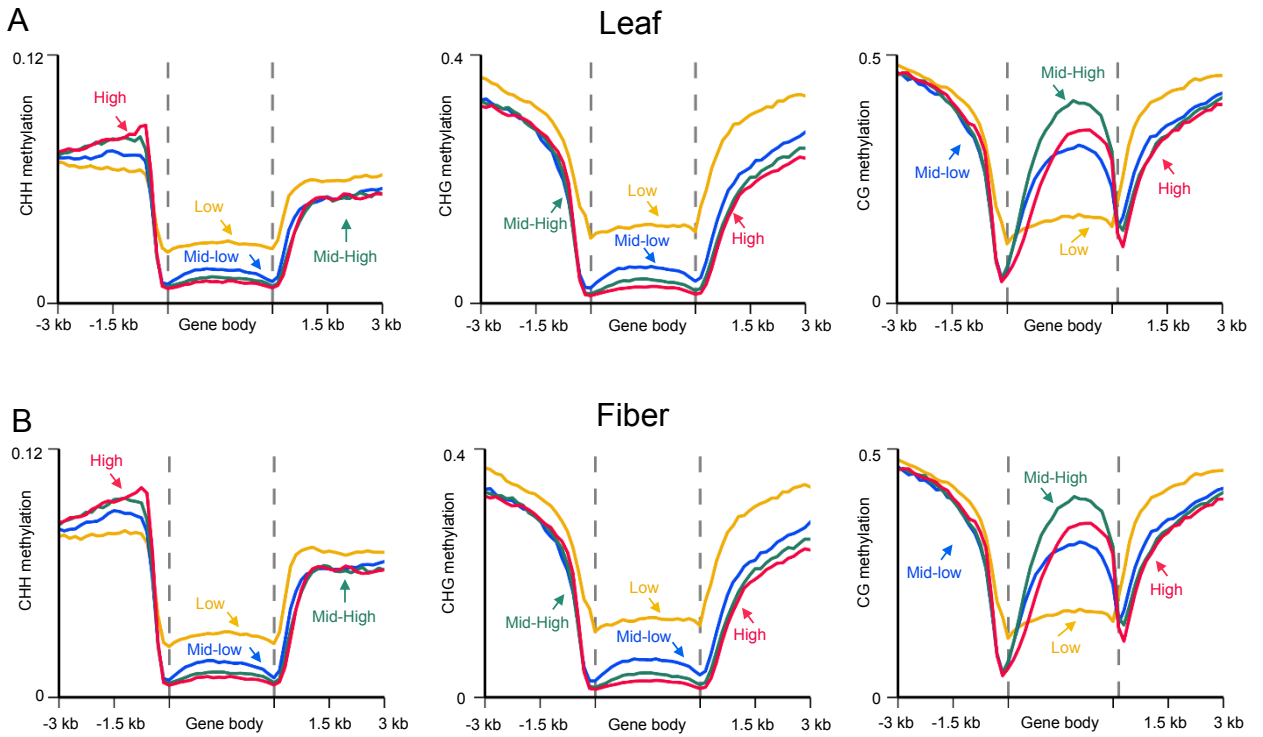 A
Leaf
0.12
CHH methylation
High
Low
Mid-low
Mid-High
0
-3 kb -1.5 kb Gene body 1.5 kb 3 kb
0.4
CHG methylation
Low
Mid-High
Mid-low
High
0
-3 kb -1.5 kb Gene body 1.5 kb 3 kb
0.5
CG methylation
Mid-High
Mid-low
High
Low
0
-3 kb -1.5 kb Gene body 1.5 kb 3 kb
B
Fiber
0.12
CHH methylation
High
Low
Mid-High
Mid-low
0
-3 kb -1.5 kb Gene body 1.5 kb 3 kb
0.4
CHG methylation
Low
Mid-High
Mid-low
High
0
-3 kb -1.5 kb Gene body 1.5 kb 3 kb
0.5
CG methylation
Mid-High
Mid-low
High
Low
0
-3 kb -1.5 kb Gene body 1.5 kb 3 kb